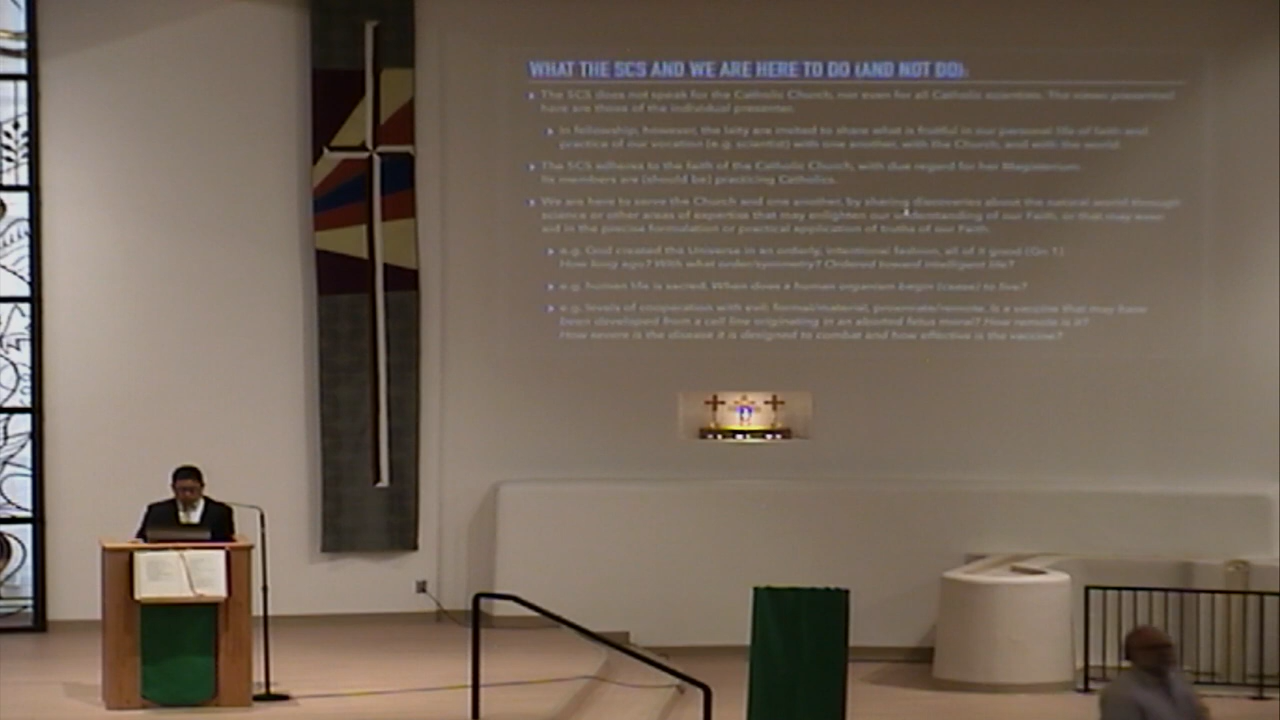 WHAT THE SCS AND WE ARE HERE TO DO (AND NOT DO):
The SCS does not speak for the Catholic Church, nor even for all Catholic scientists. The views presented
here are those of the individual presenter.
In fellowship, however, the laity are invited to share what is fruitful in our personal life of faith and
practice of our vocation (e.g. scientist) with one another, with the Church, and with the world.
The SCS adheres to the faith of the Catholic Church, with due regard for her Magisterium.
Its members are (should be) practicing Catholics.
We are here to serve the Church and one another, by sharing discoveries about the natural world through
science or other areas of expertise that may enlighten our understanding of our Faith, or that may even
aid in the precise formulation or practical application of truths of our Faith.
e.g. God created the Universe in an orderly, intentional fashion, all of it good (Gn 1)
How long ago? With what order/symmetry? Ordered toward intelligent life?
e.g. human life is sacred. When does a human organism begin (cease) to live?
e.g. levels of cooperation with evil: formal/material, proximate/remote. Is a vaccine that may have
been developed from a cell line originating in an aborted fetus moral? How remote is it?
How severe is the disease it is designed to combat and how effective is the vaccine?